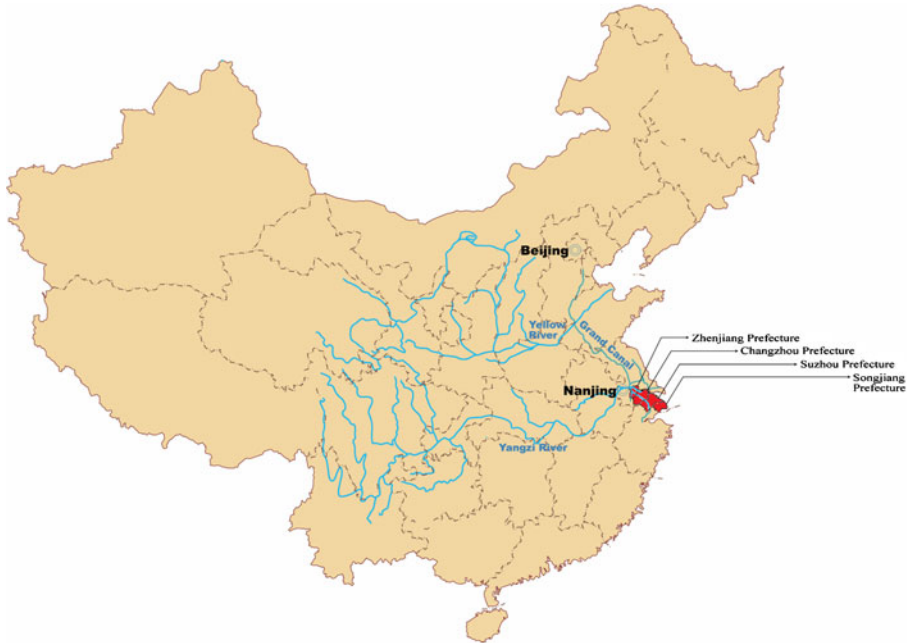 Beijing
Yellow
River
Grand Canal
Zhenjiang Prefecture
Changzhou Prefecture
Suzhou Prefecture
Songjiang
Prefecture
Nanjing
Yangzi River